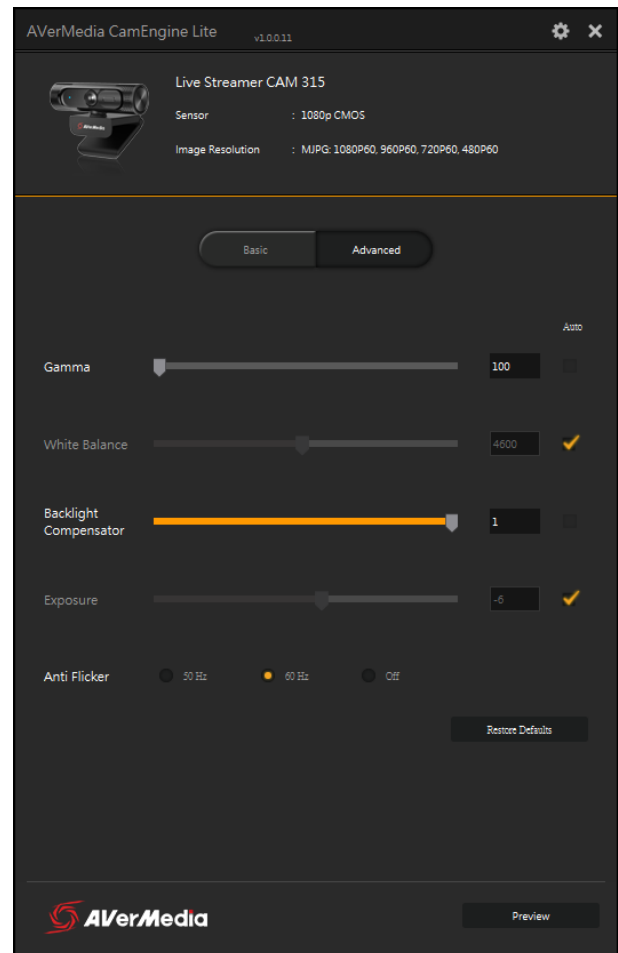 AVerMedia CamEngine Lite v1.0.0.11
Live Streamer CAM 315
Sensor : 1080p CMOS
Image Resolution : MJPG: 1080P60, 960P60, 720P60, 480P60
Basic Advanced
Auto
Gamma 100
White Balance 4600
Backlight
Compensator 1
Exposure -6
Anti Flicker 50 Hz 60 Hz Off
Restore Defaults
AVerMedia Preview